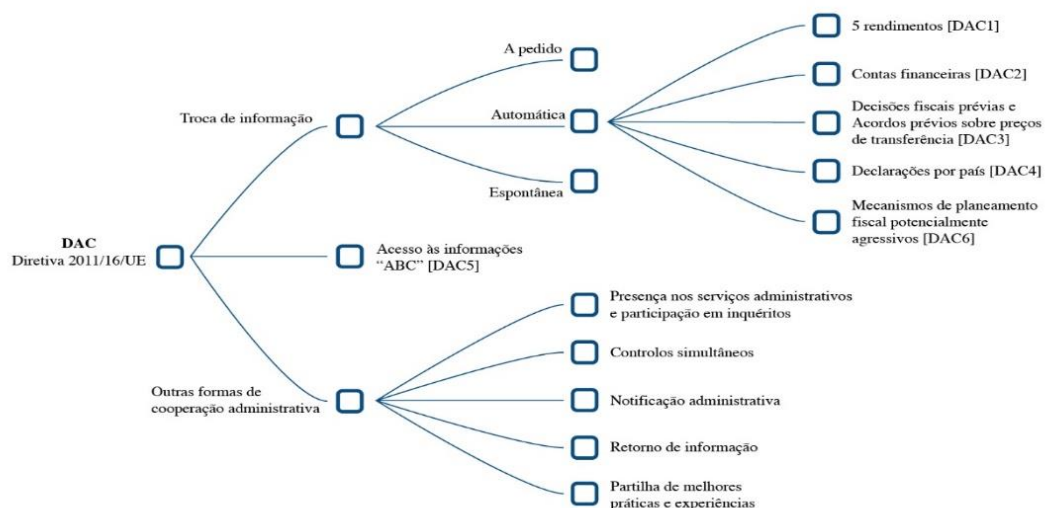 DAC
Diretiva 2011/16/UE
Troca de informação
A pedido
Automática
5 rendimentos [DAC1]
Contas financeiras [DAC2]
Decisões fiscais prévias e
Acordos prévios sobre preços
de transferência [DAC3]
Declarações por país [DAC4]
Mecanismos de planeamento
fiscal potencialmente
agressivos [DAC6]
Espontânea
Acesso às informações
“ABC” [DAC5]
Outras formas de
cooperação administrativa
Presença nos serviços administrativos
e participação em inquéritos
Controlos simultâneos
Notificação administrativa
Retorno de informação
Partilha de melhores
práticas e experiências